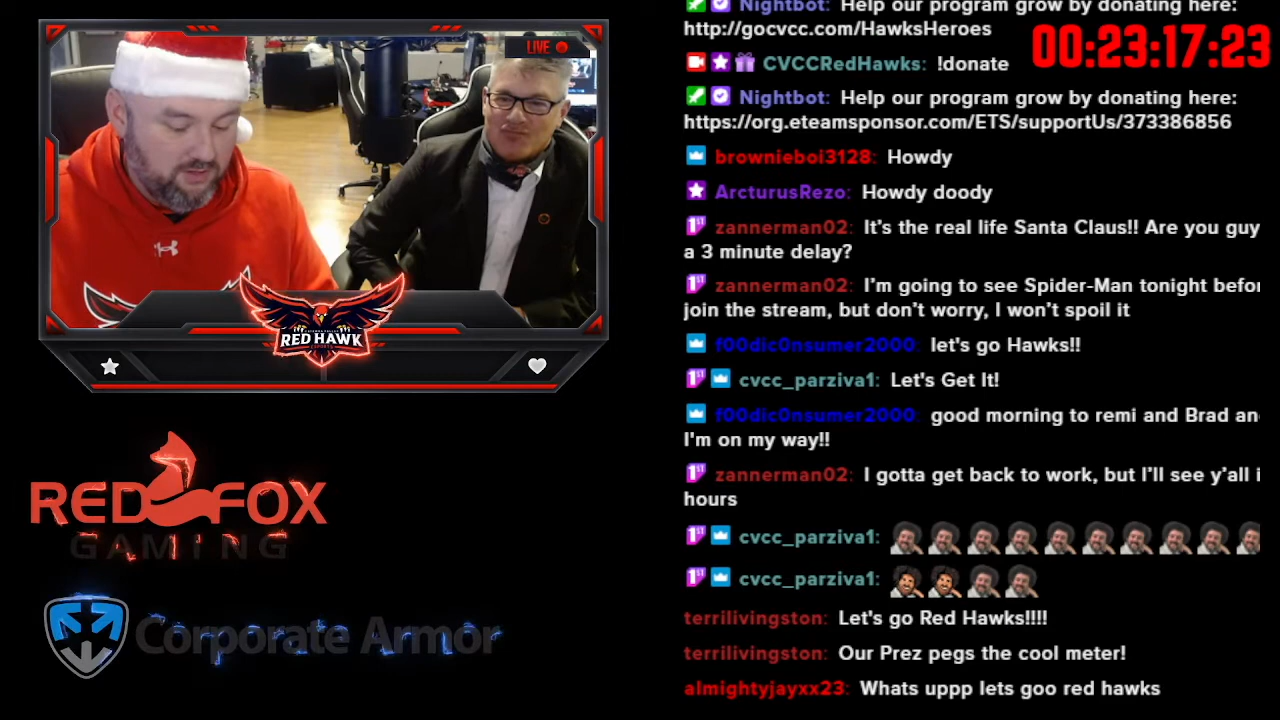 LIVE
RED HAWK
ESPORTS
RED FOX
GAMING
Corporate Armor
Nightbot: Help our program grow by donating here:
http://gocvcc.com/HawksHeroes
00:23:17:23
CVCCRedHawks: !donate
Nightbot: Help our program grow by donating here:
https://org.eteamsponsor.com/ETS/supportUs/373386856
brownieboi3128: Howdy
ArcturusRezo: Howdy doody
zannerman02: It's the real life Santa Claus!! Are you guy
a 3 minute delay?
zannerman02: I'm going to see Spider-Man tonight befor
join the stream, but don't worry, I won't spoil it
f00dic0nsumer2000: let's go Hawks!!
cvcc_parziva1: Let's Get It!
f00dic0nsumer2000: good morning to remi and Brad an
I'm on my way!!
zannerman02: I gotta get back to work, but I'll see y'all i
hours
cvcc_parziva1:
cvcc_parziva1:
terrilivingston: Let's go Red Hawks!!!!
terrilivingston: Our Prez pegs the cool meter!
almightyjayxx23: Whats uppp lets goo red hawks